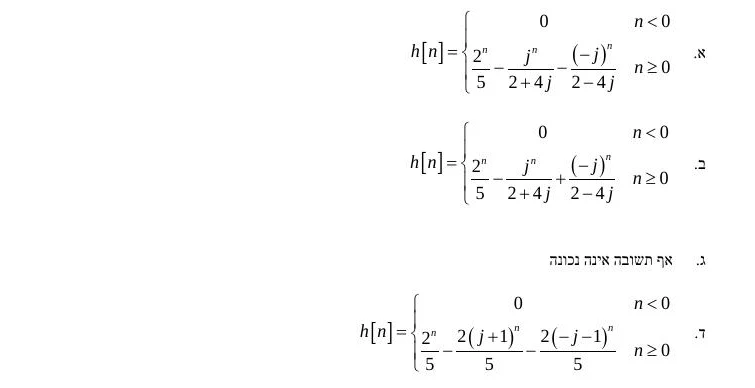 א. h[n] = { 0 n < 0
2^n/5 − j^n/(2+4j) − (−j)^n/(2−4j) n ≥ 0
ב. h[n] = { 0 n < 0
2^n/5 − j^n/(2+4j) + (−j)^n/(2−4j) n ≥ 0
ג. אף תשובה אינה נכונה
ד. h[n] = { 0 n < 0
2^n/5 − 2(j+1)^n/5 − 2(−j−1)^n/5 n ≥ 0